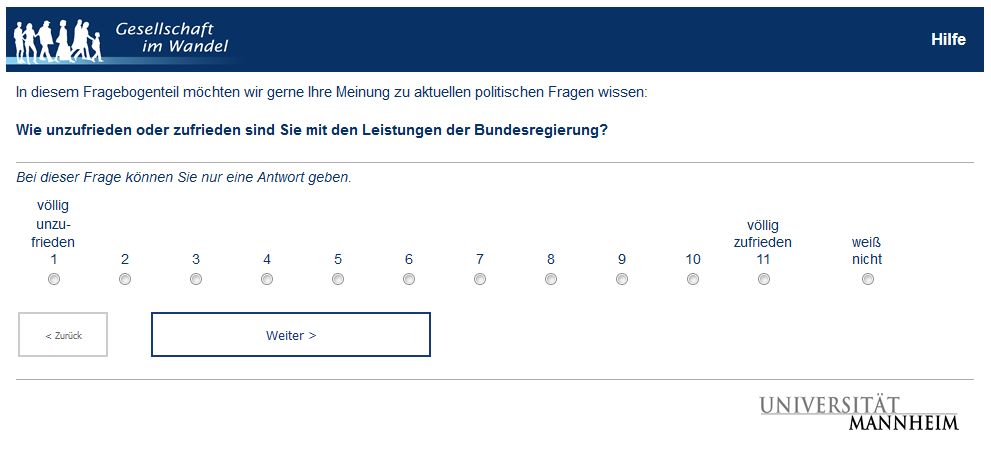 Gesellschaft
im Wandel
Hilfe
In diesem Fragebogenteil möchten wir gerne Ihre Meinung zu aktuellen politischen Fragen wissen:
Wie unzufrieden oder zufrieden sind Sie mit den Leistungen der Bundesregierung?
Bei dieser Frage können Sie nur eine Antwort geben.
völlig
unzu-
frieden
völlig
zufrieden
weiß
nicht
1 2 3 4 5 6 7 8 9 10 11
< Zurück
Weiter >
UNIVERSITÄT
MANNHEIM